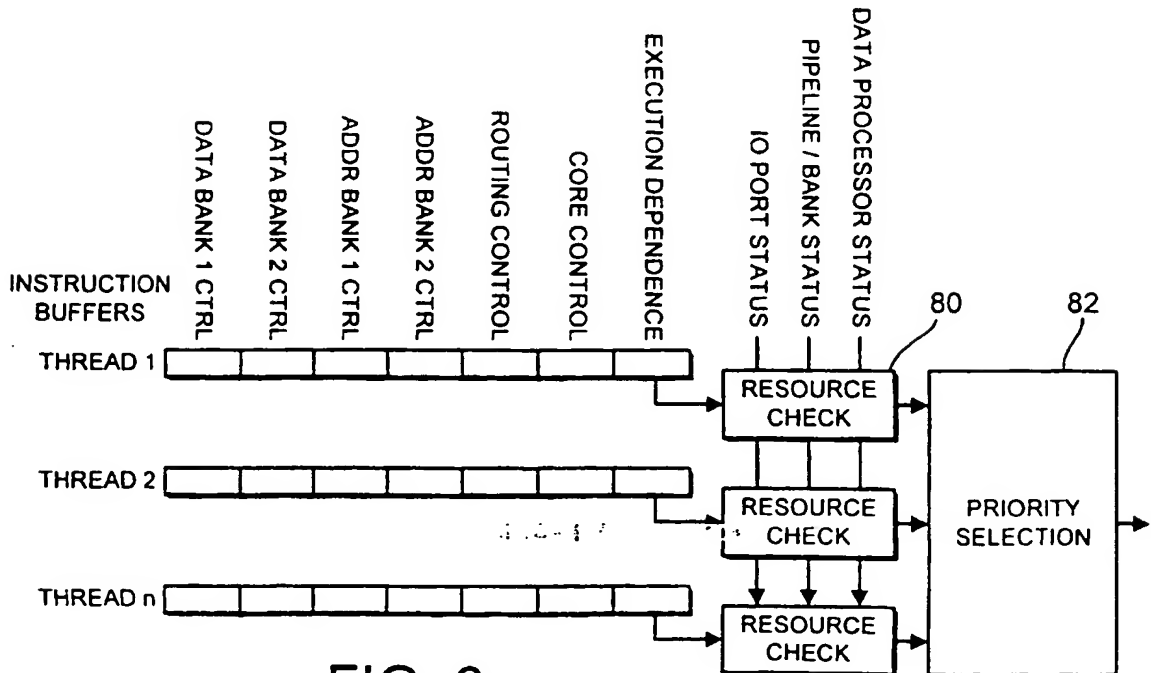 DATA BANK 1 CTRL
DATA BANK 2 CTRL
ADDR BANK 1 CTRL
ADDR BANK 2 CTRL
ROUTING CONTROL
CORE CONTROL
EXECUTION DEPENDENCE
IO PORT STATUS
PIPELINE / BANK STATUS
DATA PROCESSOR STATUS
INSTRUCTION
BUFFERS
80
82
THREAD 1
RESOURCE
CHECK
THREAD 2
RESOURCE
CHECK
PRIORITY
SELECTION
THREAD n
RESOURCE
CHECK
FIG.